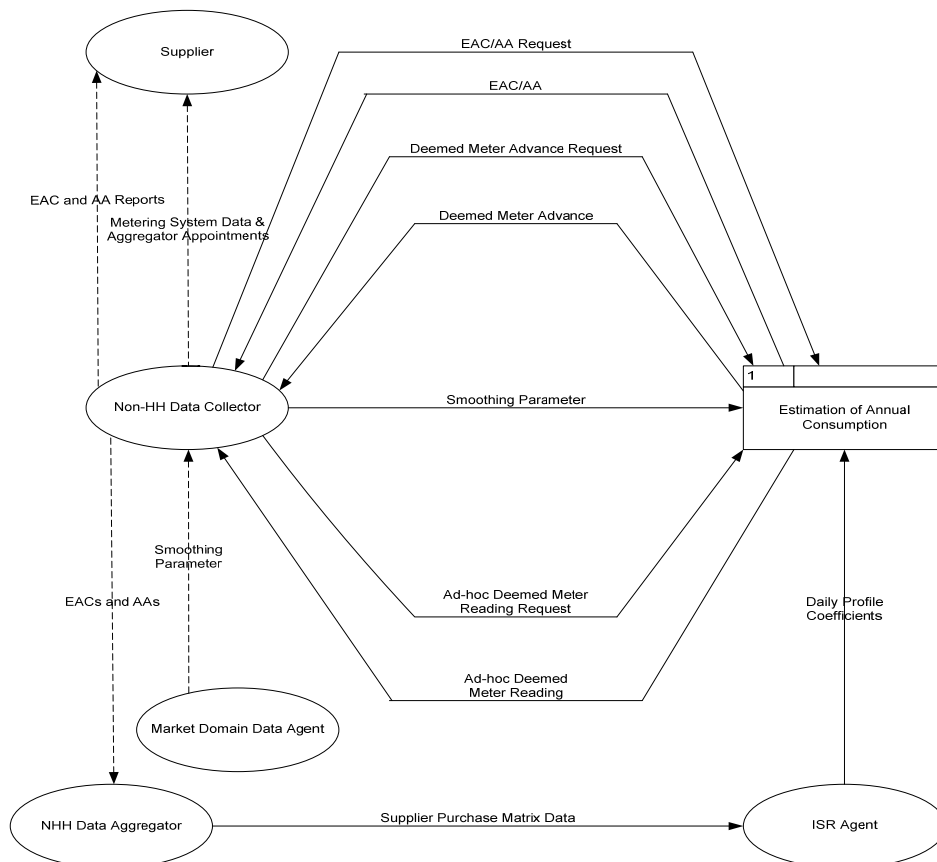 EAC/AA Request
Supplier
EAC/AA
Deemed Meter Advance Request
EAC and AA Reports
Metering System Data &
Aggregator Appointments
Deemed Meter Advance
1
Non-HH Data Collector
Smoothing Parameter
Estimation of Annual
Consumption
Smoothing
Parameter
EACs and AAs
Ad-hoc Deemed Meter
Reading Request
Daily Profile
Coefficients
Ad-hoc Deemed
Meter Reading
Market Domain Data Agent
NHH Data Aggregator
Supplier Purchase Matrix Data
ISR Agent